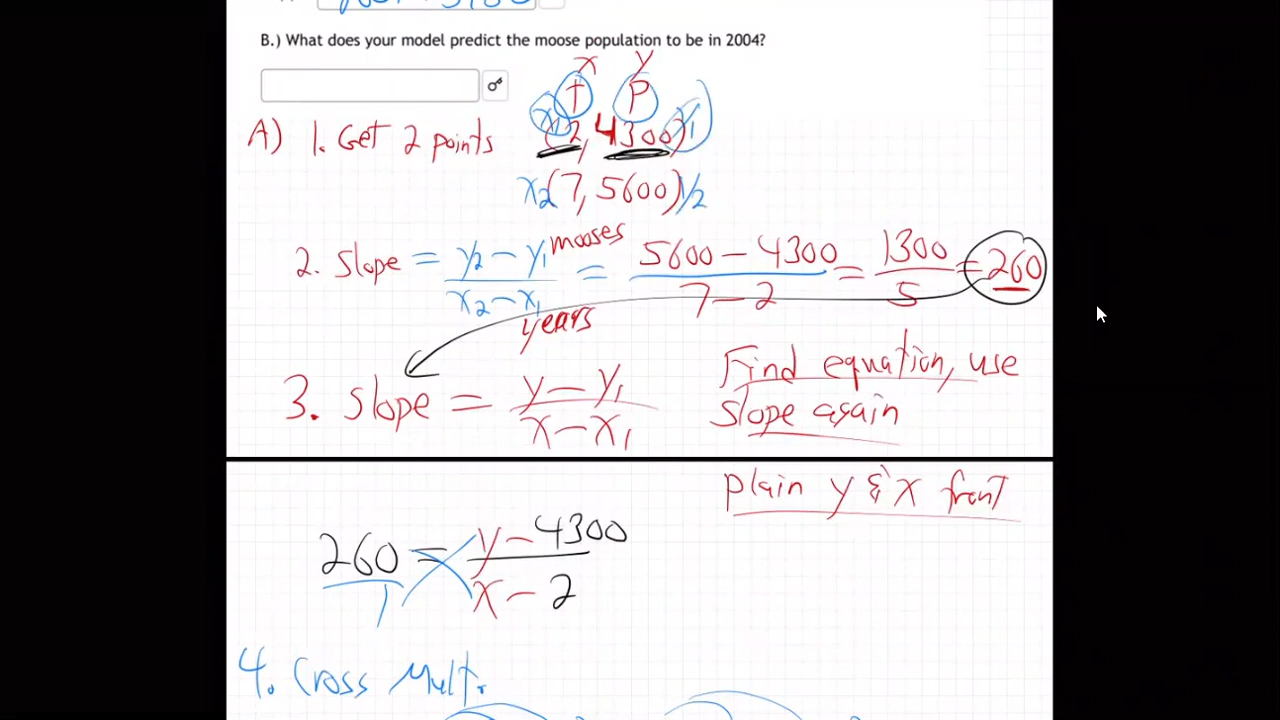 B.) What does your model predict the moose population to be in 2004?
x y
t P
A) 1. Get 2 points x1(2, 4300)y1
x2(7, 5600)y2
2. Slope = y2 - y1 / x2 - x1 mooses years = 5600 - 4300 / 7 - 2 = 1300 / 5 = 260
3. Slope = y - y1 / x - x1
Find equation, use
Slope again
plain y & x front
260 / 1 = y - 4300 / x - 2
4. Cross Mult.